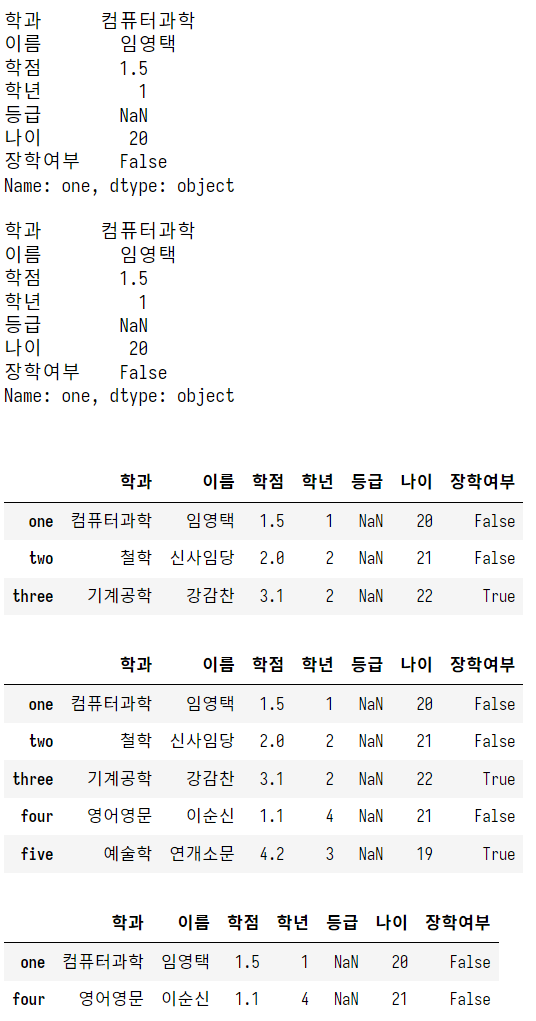 학과 컴퓨터과학
이름 임영택
학점 1.5
학년 1
등급 NaN
나이 20
장학여부 False
Name: one, dtype: object
학과 컴퓨터과학
이름 임영택
학점 1.5
학년 1
등급 NaN
나이 20
장학여부 False
Name: one, dtype: object
학과 이름 학점 학년 등급 나이 장학여부
one 컴퓨터과학 임영택 1.5 1 NaN 20 False
two 철학 신사임당 2.0 2 NaN 21 False
three 기계공학 강감찬 3.1 2 NaN 22 True
학과 이름 학점 학년 등급 나이 장학여부
one 컴퓨터과학 임영택 1.5 1 NaN 20 False
two 철학 신사임당 2.0 2 NaN 21 False
three 기계공학 강감찬 3.1 2 NaN 22 True
four 영어영문 이순신 1.1 4 NaN 21 False
five 예술학 연개소문 4.2 3 NaN 19 True
학과 이름 학점 학년 등급 나이 장학여부
one 컴퓨터과학 임영택 1.5 1 NaN 20 False
four 영어영문 이순신 1.1 4 NaN 21 False